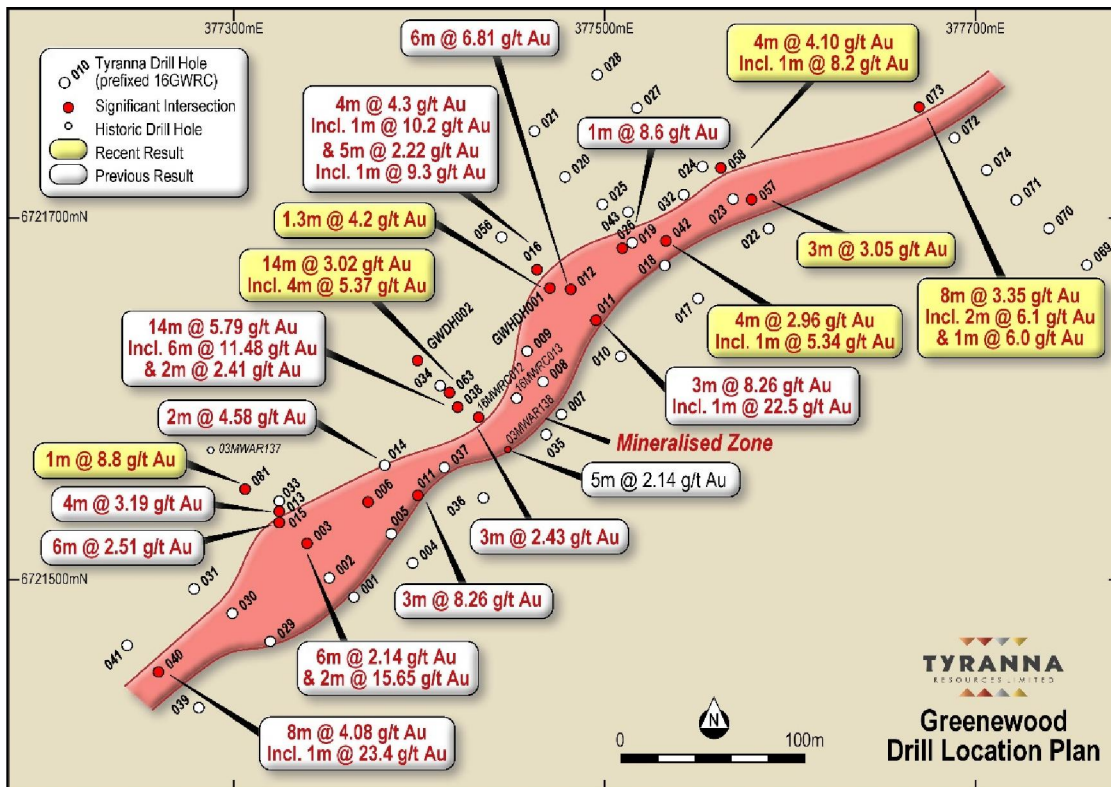 377300mE
377500mE
377700mE
6721700mN
6721500mN
010
Tyranna Drill Hole
(prefixed 16GWRC)
Significant Intersection
Historic Drill Hole
Recent Result
Previous Result
6m @ 6.81 g/t Au
4m @ 4.10 g/t Au
Incl. 1m @ 8.2 g/t Au
4m @ 4.3 g/t Au
Incl. 1m @ 10.2 g/t Au
& 5m @ 2.22 g/t Au
Incl. 1m @ 9.3 g/t Au
1m @ 8.6 g/t Au
1.3m @ 4.2 g/t Au
14m @ 3.02 g/t Au
Incl. 4m @ 5.37 g/t Au
3m @ 3.05 g/t Au
8m @ 3.35 g/t Au
Incl. 2m @ 6.1 g/t Au
& 1m @ 6.0 g/t Au
14m @ 5.79 g/t Au
Incl. 6m @ 11.48 g/t Au
& 2m @ 2.41 g/t Au
4m @ 2.96 g/t Au
Incl. 1m @ 5.34 g/t Au
3m @ 8.26 g/t Au
Incl. 1m @ 22.5 g/t Au
2m @ 4.58 g/t Au
Mineralised Zone
1m @ 8.8 g/t Au
5m @ 2.14 g/t Au
4m @ 3.19 g/t Au
6m @ 2.51 g/t Au
3m @ 2.43 g/t Au
3m @ 8.26 g/t Au
6m @ 2.14 g/t Au
& 2m @ 15.65 g/t Au
8m @ 4.08 g/t Au
Incl. 1m @ 23.4 g/t Au
028
027
021
020
025
043
026
019
024
058
032
023
057
022
042
018
017
073
072
074
071
070
069
056
016
GWHDH001
012
011
010
009
GWDH002
034
063
038
16MWRC012
16MWRC013
008
007
035
03MWAR138
03MWAR137
014
037
011
006
005
036
004
081
033
013
015
003
002
001
031
030
029
041
040
039
N
0
100m
TYRANNA
RESOURCES LIMITED
Greenewood
Drill Location Plan